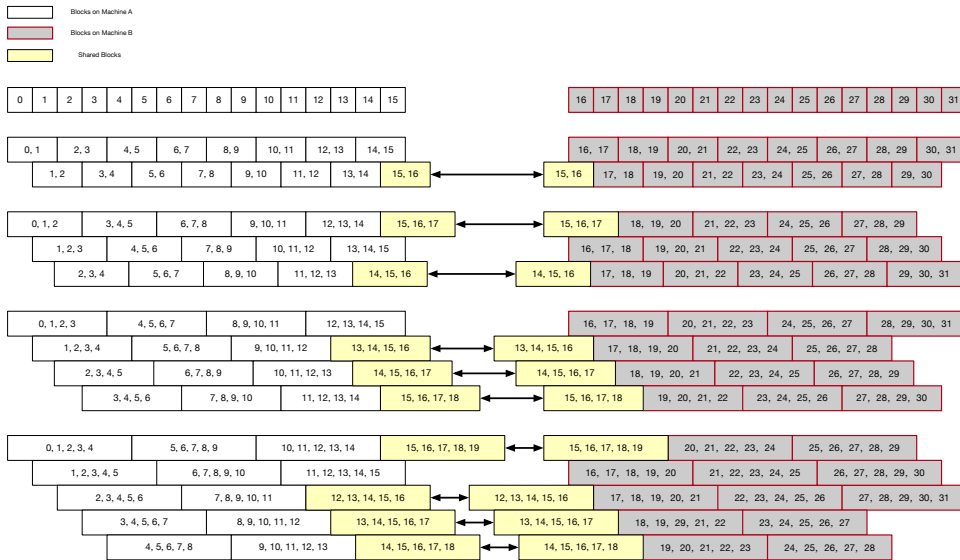 Blocks on Machine A
Blocks on Machine B
Shared Blocks
0 1 2 3 4 5 6 7 8 9 10 11 12 13 14 15 16 17 18 19 20 21 22 23 24 25 26 27 28 29 30 31
0, 1 2, 3 4, 5 6, 7 8, 9 10, 11 12, 13 14, 15 16, 17 18, 19 20, 21 22, 23 24, 25 26, 27 28, 29 30, 31
1, 2 3, 4 5, 6 7, 8 9, 10 11, 12 13, 14 15, 16 15, 16 17, 18 19, 20 21, 22 23, 24 25, 26 27, 28 29, 30
0, 1, 2 3, 4, 5 6, 7, 8 9, 10, 11 12, 13, 14 15, 16, 17 15, 16, 17 18, 19, 20 21, 22, 23 24, 25, 26 27, 28, 29
1, 2, 3 4, 5, 6 7, 8, 9 10, 11, 12 13, 14, 15 16, 17, 18 19, 20, 21 22, 23, 24 25, 26, 27 28, 29, 30
2, 3, 4 5, 6, 7 8, 9, 10 11, 12, 13 14, 15, 16 14, 15, 16 17, 18, 19 20, 21, 22 23, 24, 25 26, 27, 28 29, 30, 31
0, 1, 2, 3 4, 5, 6, 7 8, 9, 10, 11 12, 13, 14, 15 16, 17, 18, 19 20, 21, 22, 23 24, 25, 26, 27 28, 29, 30, 31
1, 2, 3, 4 5, 6, 7, 8 9, 10, 11, 12 13, 14, 15, 16 13, 14, 15, 16 17, 18, 19, 20 21, 22, 23, 24 25, 26, 27, 28
2, 3, 4, 5 6, 7, 8, 9 10, 11, 12, 13 14, 15, 16, 17 14, 15, 16, 17 18, 19, 20, 21 22, 23, 24, 25 26, 27, 28, 29
3, 4, 5, 6 7, 8, 9, 10 11, 12, 13, 14 15, 16, 17, 18 15, 16, 17, 18 19, 20, 21, 22 23, 24, 25, 26 27, 28, 29, 30
0, 1, 2, 3, 4 5, 6, 7, 8, 9 10, 11, 12, 13, 14 15, 16, 17, 18, 19 15, 16, 17, 18, 19 20, 21, 22, 23, 24 25, 26, 27, 28, 29
1, 2, 3, 4, 5 6, 7, 8, 9, 10 11, 12, 13, 14, 15 16, 17, 18, 19, 20 21, 22, 23, 24, 25 26, 27, 28, 29, 30
2, 3, 4, 5, 6 7, 8, 9, 10, 11 12, 13, 14, 15, 16 12, 13, 14, 15, 16 17, 18, 19, 20, 21 22, 23, 24, 25, 26 27, 28, 29, 30, 31
3, 4, 5, 6, 7 8, 9, 10, 11, 12 13, 14, 15, 16, 17 13, 14, 15, 16, 17 18, 19, 29, 21, 22 23, 24, 25, 26, 27
4, 5, 6, 7, 8 9, 10, 11, 12, 13 14, 15, 16, 17, 18 14, 15, 16, 17, 18 19, 20, 21, 22, 23 24, 25, 26, 27, 28